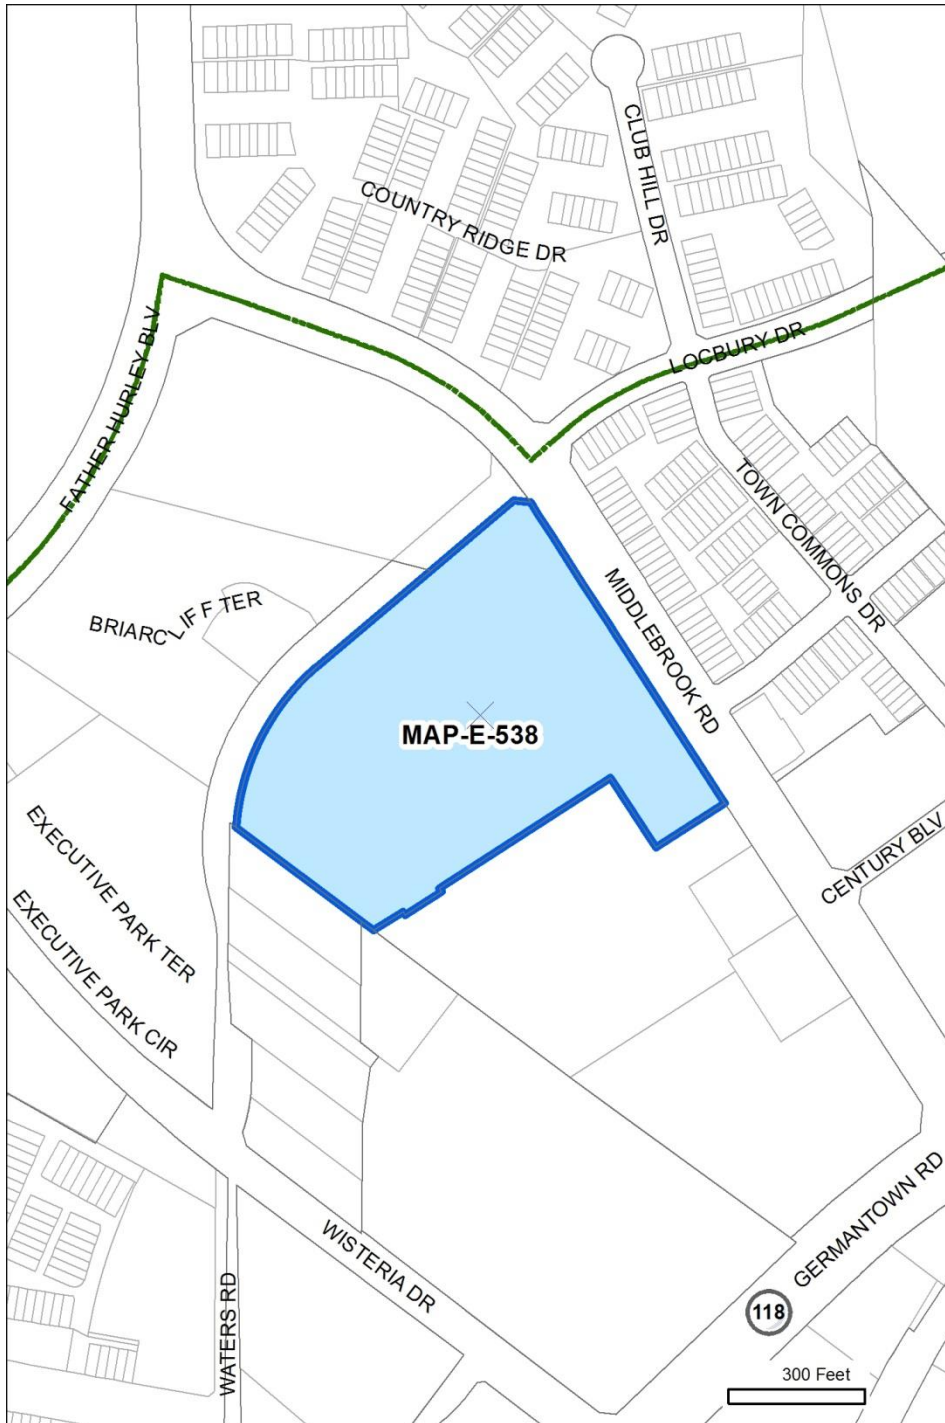 CLUB HILL DR
COUNTRY RIDGE DR
LOCBURY DR
FATHER HURLEY BLV
TOWN COMMONS DR
BRIARCLIFF TER
MIDDLEBROOK RD
MAP-E-538
EXECUTIVE PARK TER
CENTURY BLV
EXECUTIVE PARK CIR
GERMANTOWN RD
WISTERIA DR
WATERS RD
118
300 Feet